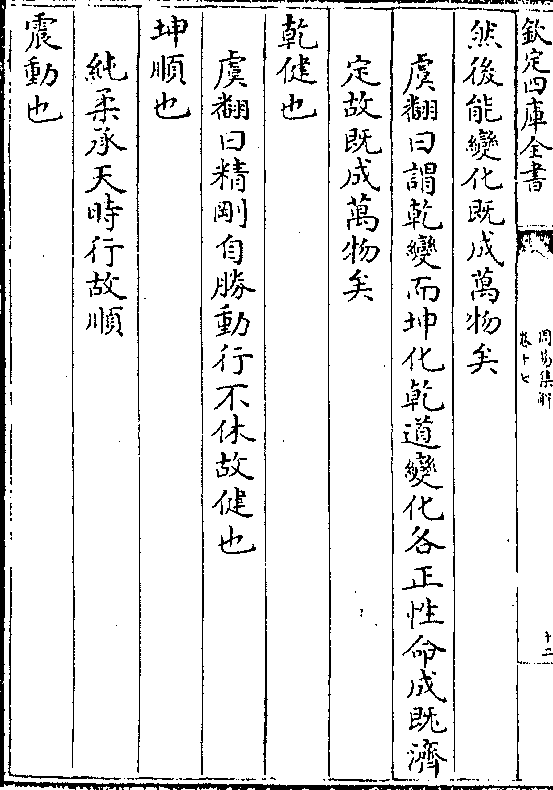 欽定四庫全書
周易集解
卷十七
十二
然後能變化既成萬物矣
虞翻曰謂乾變而坤化乾道變化各正性命成既濟
定故既成萬物矣
乾健也
虞翻曰精剛自勝動行不休故健也
坤順也
純柔承天時行故順
震動也